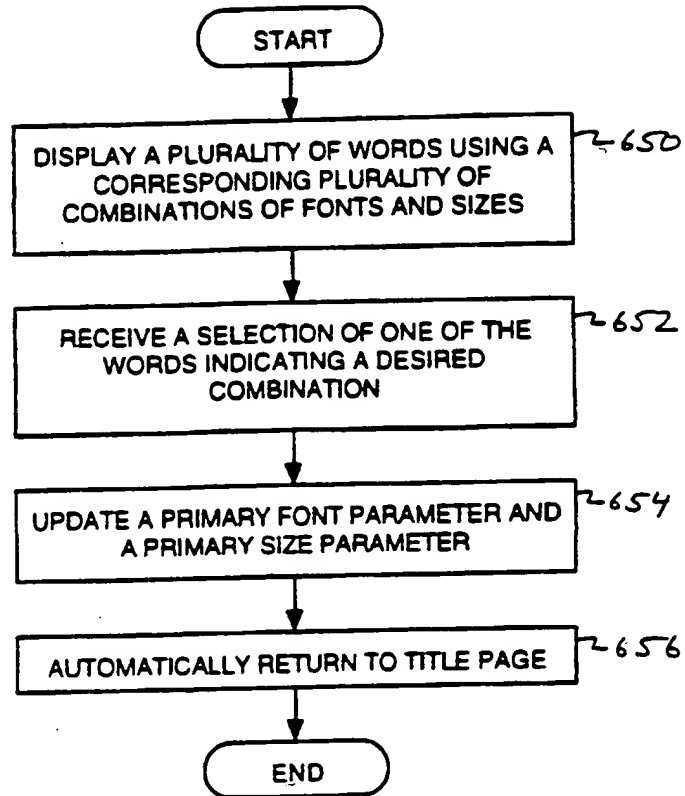 START
DISPLAY A PLURALITY OF WORDS USING A
CORRESPONDING PLURALITY OF
COMBINATIONS OF FONTS AND SIZES
650
RECEIVE A SELECTION OF ONE OF THE
WORDS INDICATING A DESIRED
COMBINATION
652
UPDATE A PRIMARY FONT PARAMETER AND
A PRIMARY SIZE PARAMETER
654
AUTOMATICALLY RETURN TO TITLE PAGE
656
END